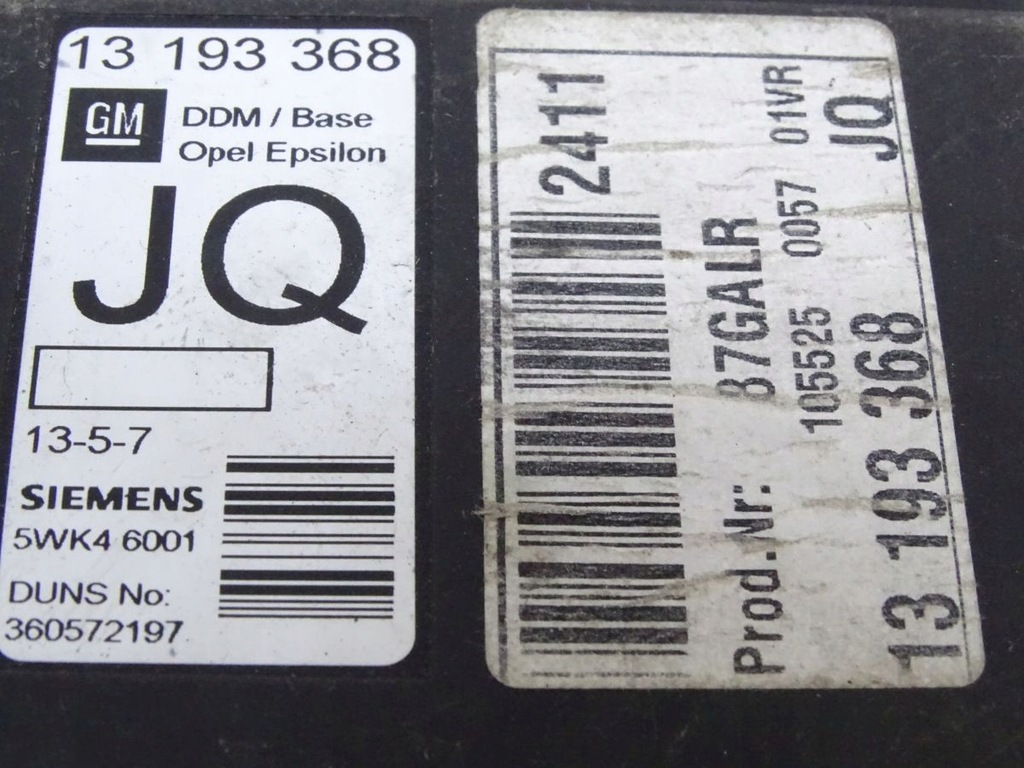 13 193 368
GM
DDM / Base
Opel Epsilon
JQ
13-5-7
SIEMENS
5WK4 6001
DUNS No:
360572197
2411
Prod.Nr: 87GALR
105525 0057 01VR
13 193 368 JQ